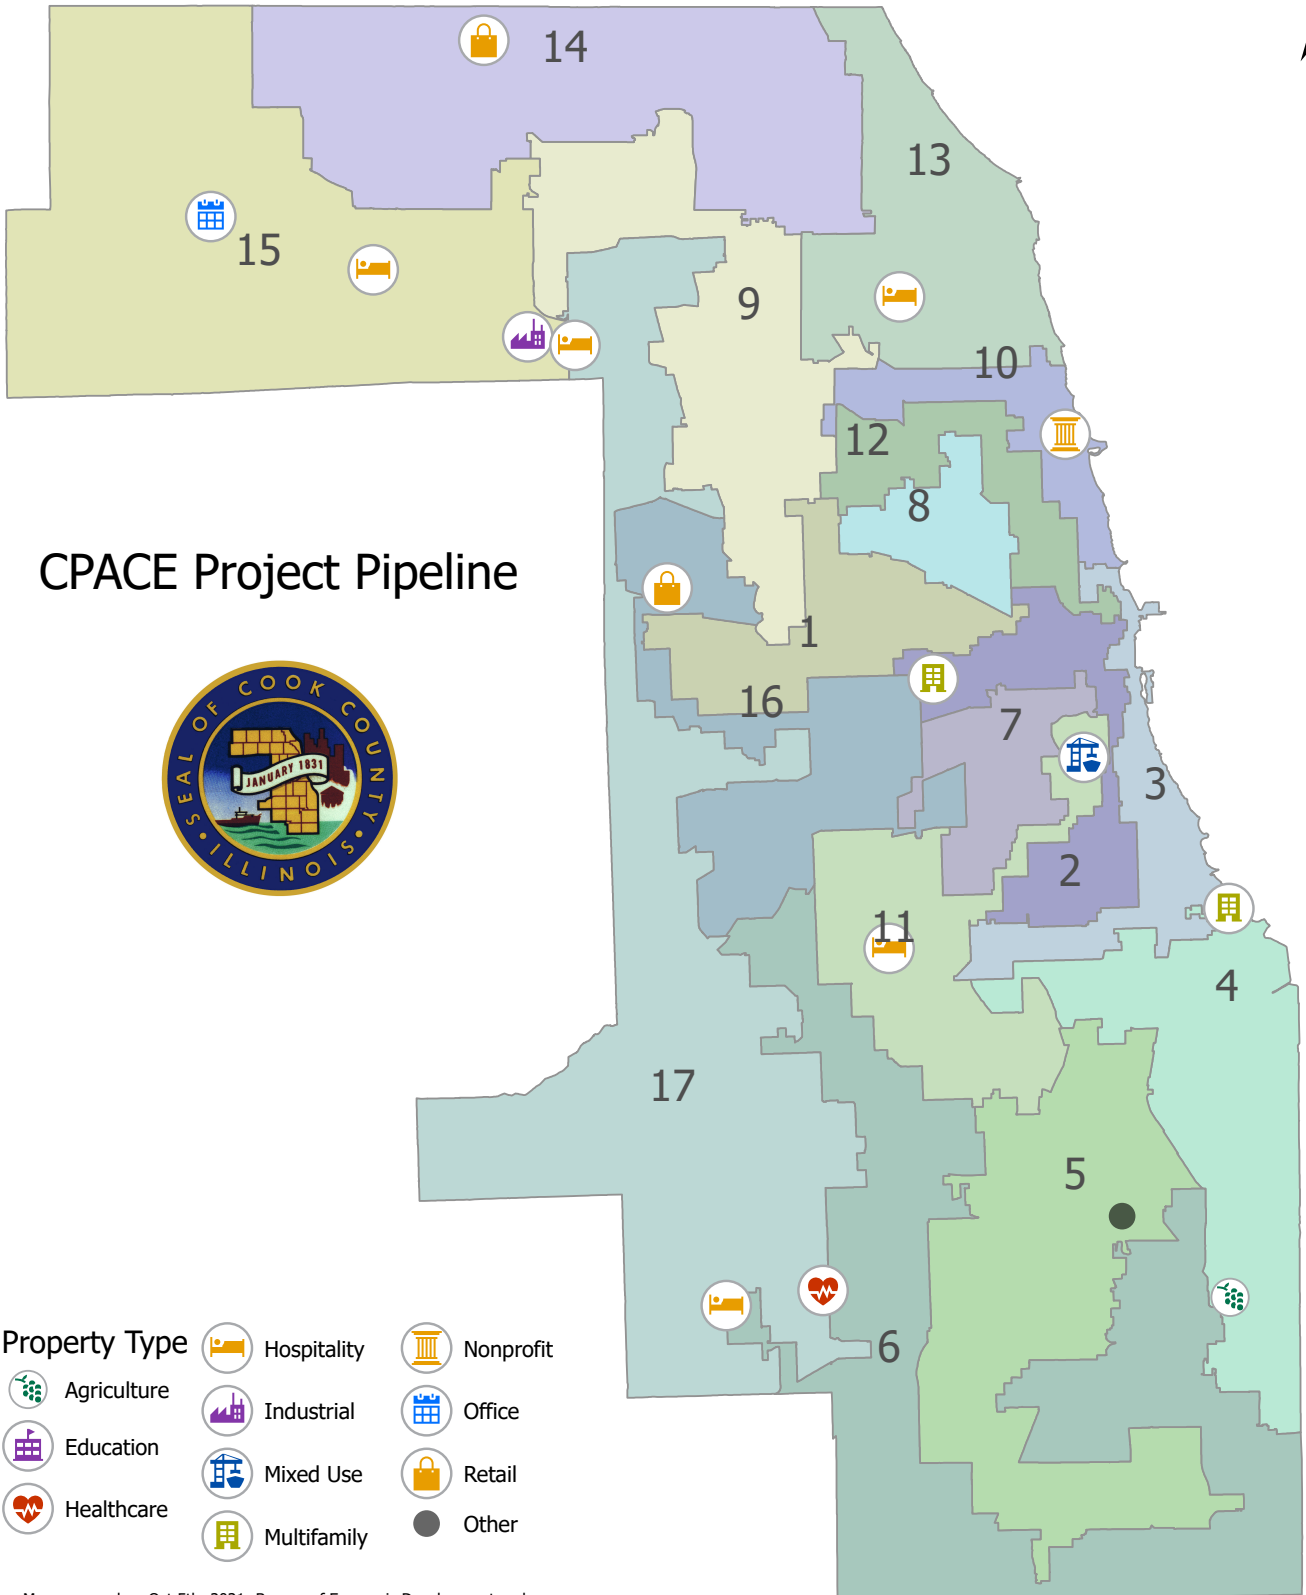 14
13
15
9
10
12
8
CPACE Project Pipeline
1
16
7
3
SEAL OF COOK COUNTY
JANUARY 1831
• ILLINOIS •
2
11
4
17
5
6
Property Type
Agriculture
Education
Healthcare
Hospitality
Industrial
Mixed Use
Multifamily
Nonprofit
Office
Retail
Other